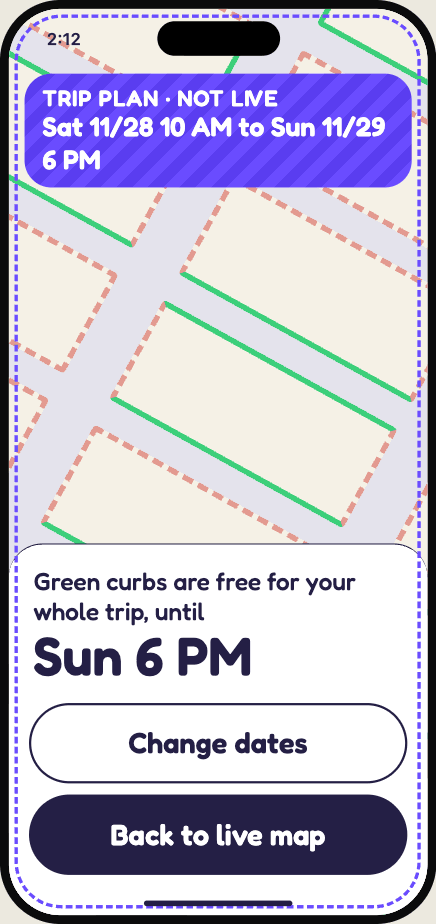 2:12
TRIP PLAN · NOT LIVE
Sat 11/28 10 AM to Sun 11/29
6 PM
Green curbs are free for your
whole trip, until
Sun 6 PM
Change dates
Back to live map